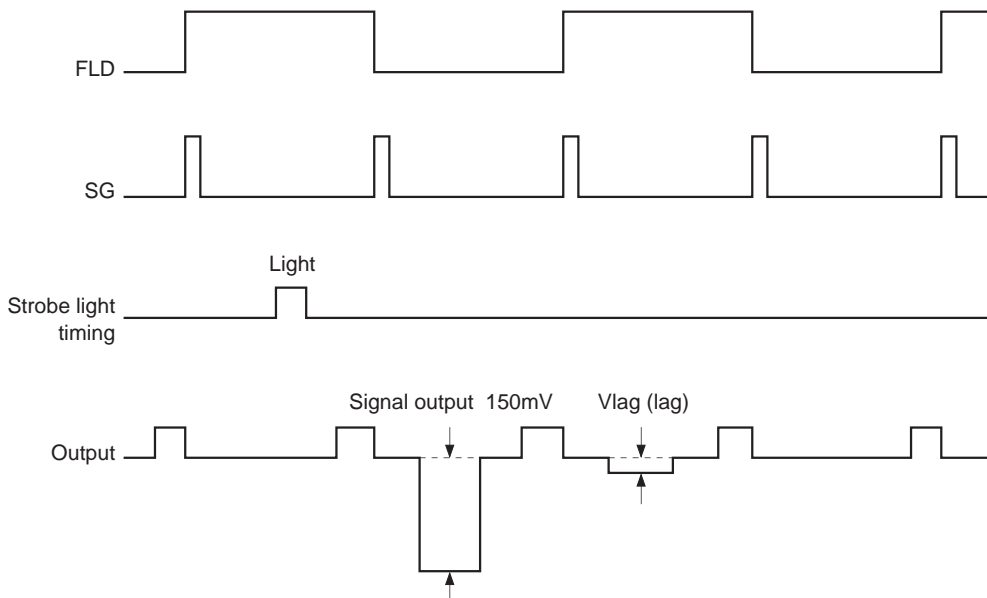 FLD
SG
Light
Strobe light
timing
Signal output 150mV
Vlag (lag)
Output